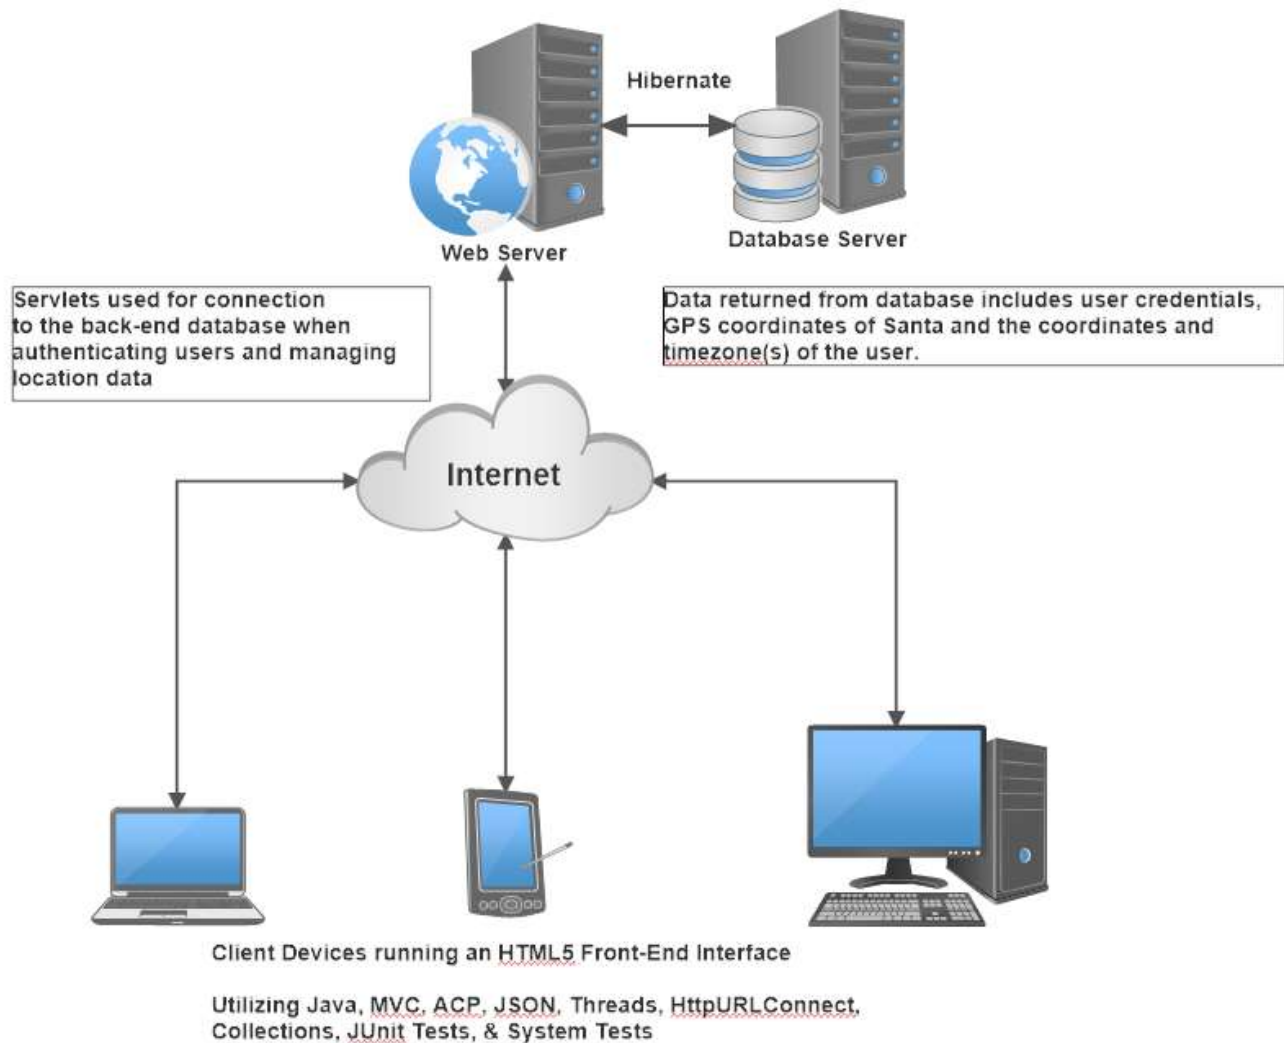 Hibernate
Web Server
Database Server
Servlets used for connection
to the back-end database when
authenticating users and managing
location data
Data returned from database includes user credentials,
GPS coordinates of Santa and the coordinates and
timezone(s) of the user.
Internet
Client Devices running an HTML5 Front-End Interface
Utilizing Java, MVC, ACP, JSON, Threads, HttpURLConnect,
Collections, JUnit Tests, & System Tests